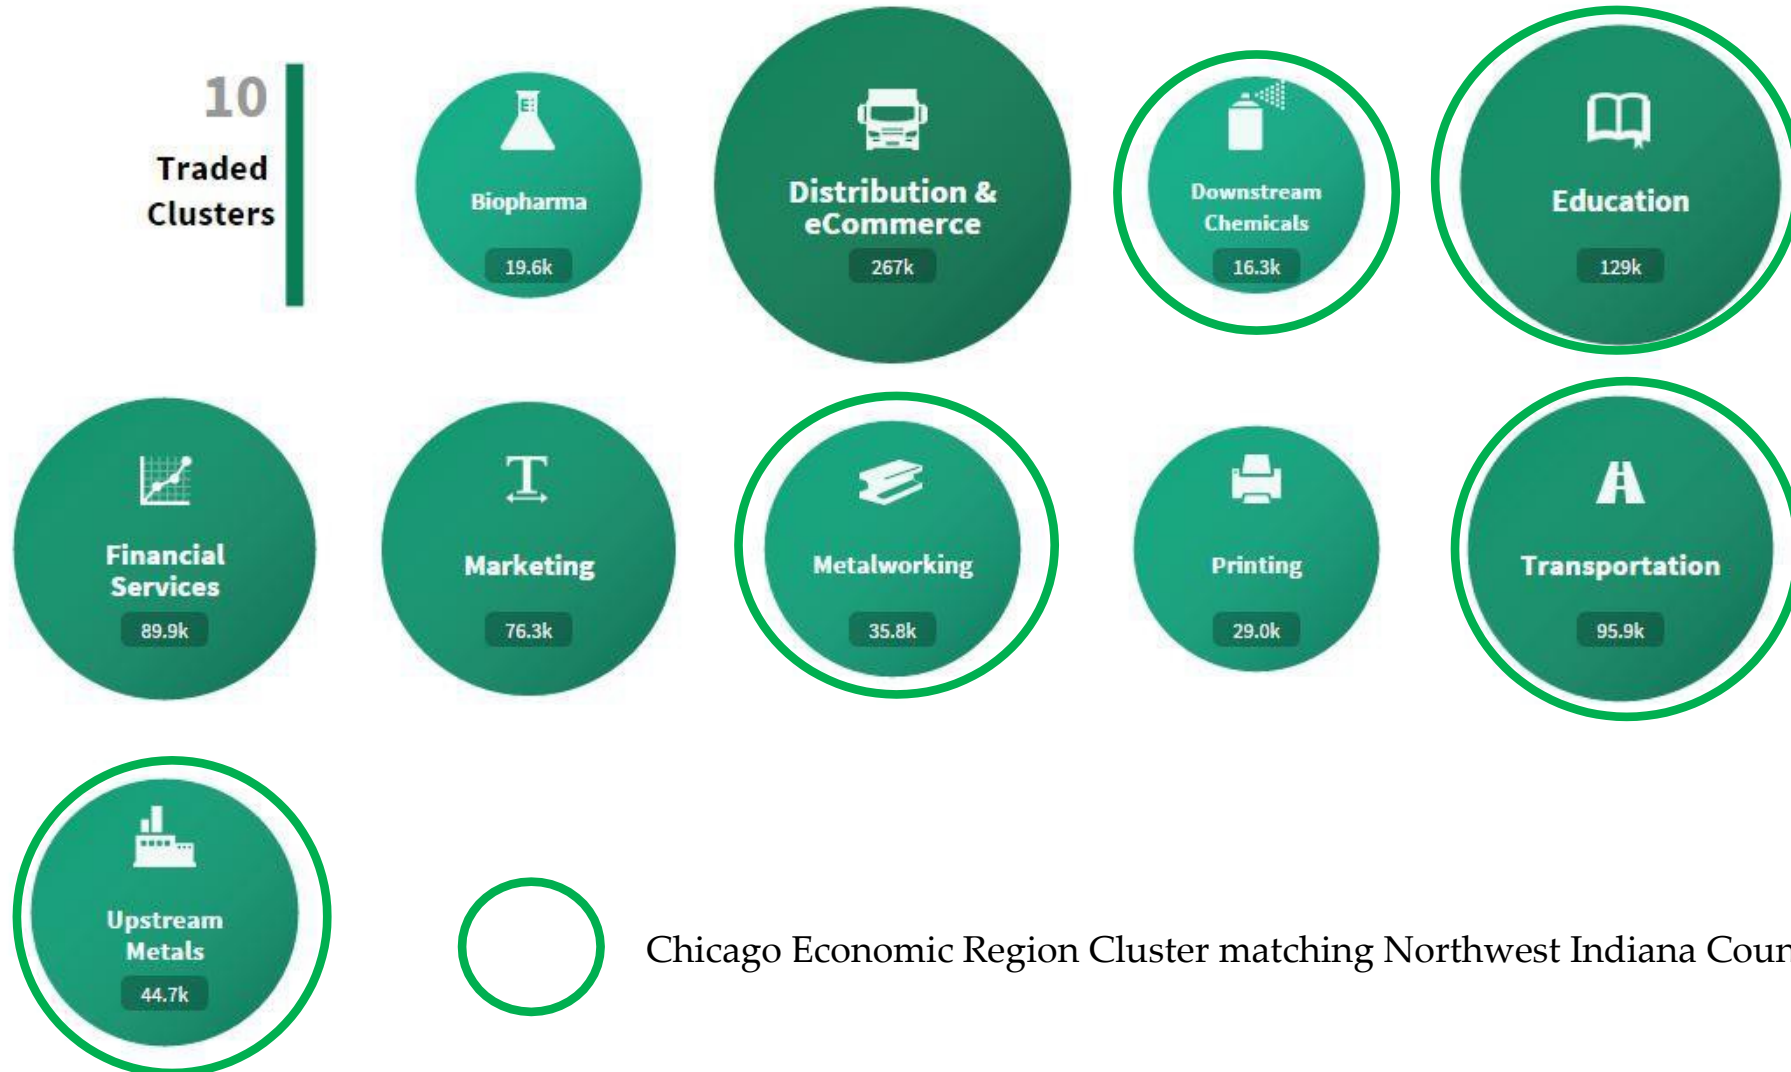 10
Traded
Clusters
Biopharma
19.6k
Distribution &
eCommerce
267k
Downstream
Chemicals
16.3k
Education
129k
Financial
Services
89.9k
Marketing
76.3k
Metalworking
35.8k
Printing
29.0k
Transportation
95.9k
Upstream
Metals
44.7k
Chicago Economic Region Cluster matching Northwest Indiana Coun